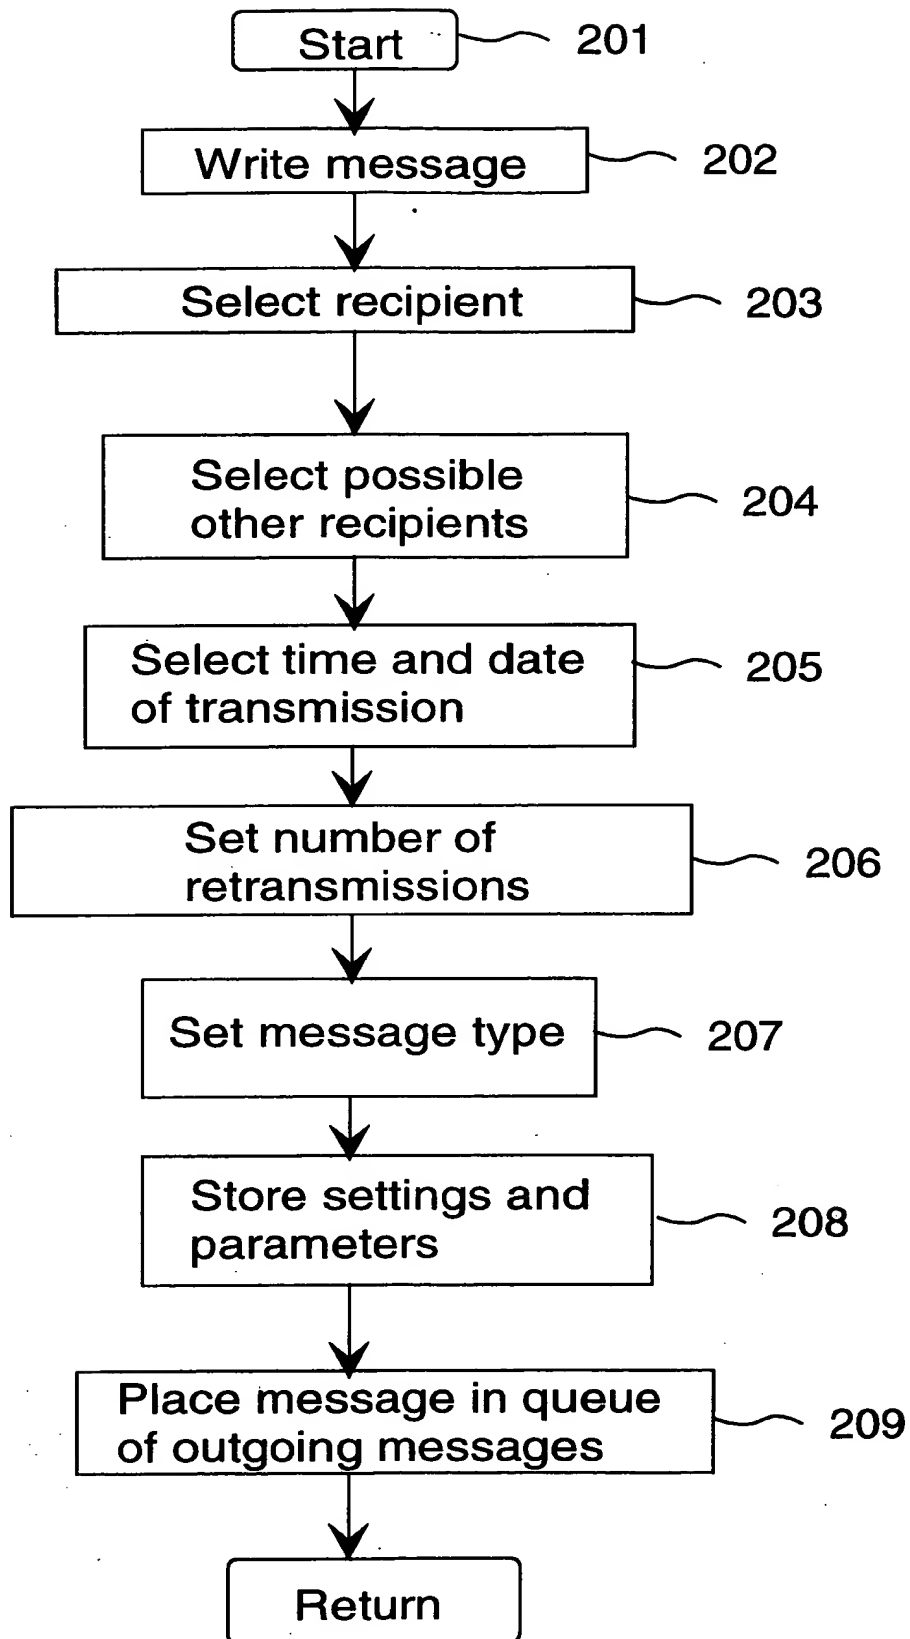 Start 201
Write message 202
Select recipient 203
Select possible
other recipients 204
Select time and date
of transmission 205
Set number of
retransmissions 206
Set message type 207
Store settings and
parameters 208
Place message in queue
of outgoing messages 209
Return